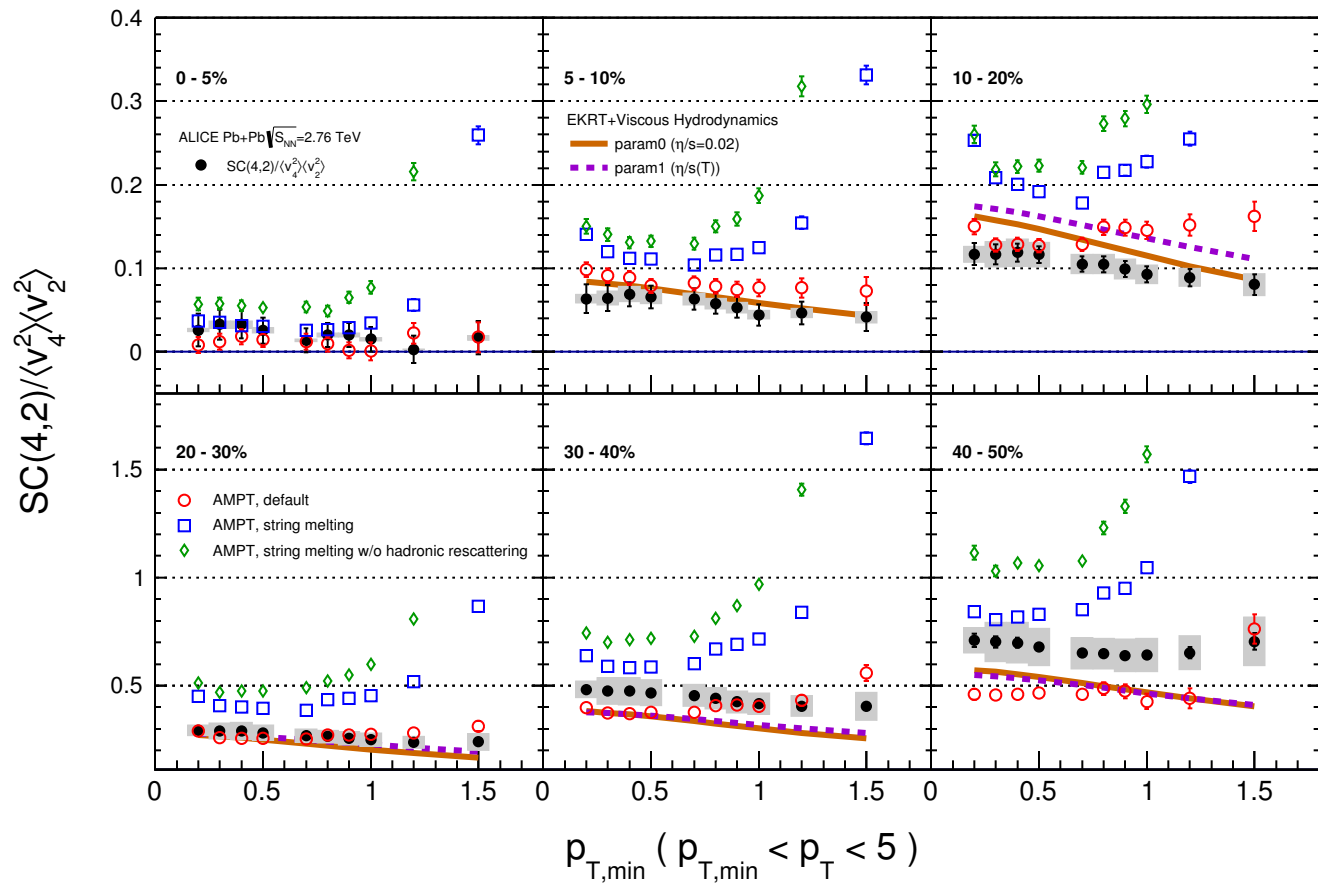 SC(4,2)/⟨v₄²⟩⟨v₂²⟩
0.4
0.3
0.2
0.1
0
0 - 5%
ALICE Pb+Pb √S_NN=2.76 TeV
SC(4,2)/⟨v₄²⟩⟨v₂²⟩
5 - 10%
EKRT+Viscous Hydrodynamics
param0 (η/s=0.02)
param1 (η/s(T))
10 - 20%
1.5
1
0.5
20 - 30%
AMPT, default
AMPT, string melting
AMPT, string melting w/o hadronic rescattering
30 - 40%
40 - 50%
0 0.5 1 1.5 0 0.5 1 1.5 0 0.5 1 1.5
p_T,min ( p_T,min < p_T < 5 )